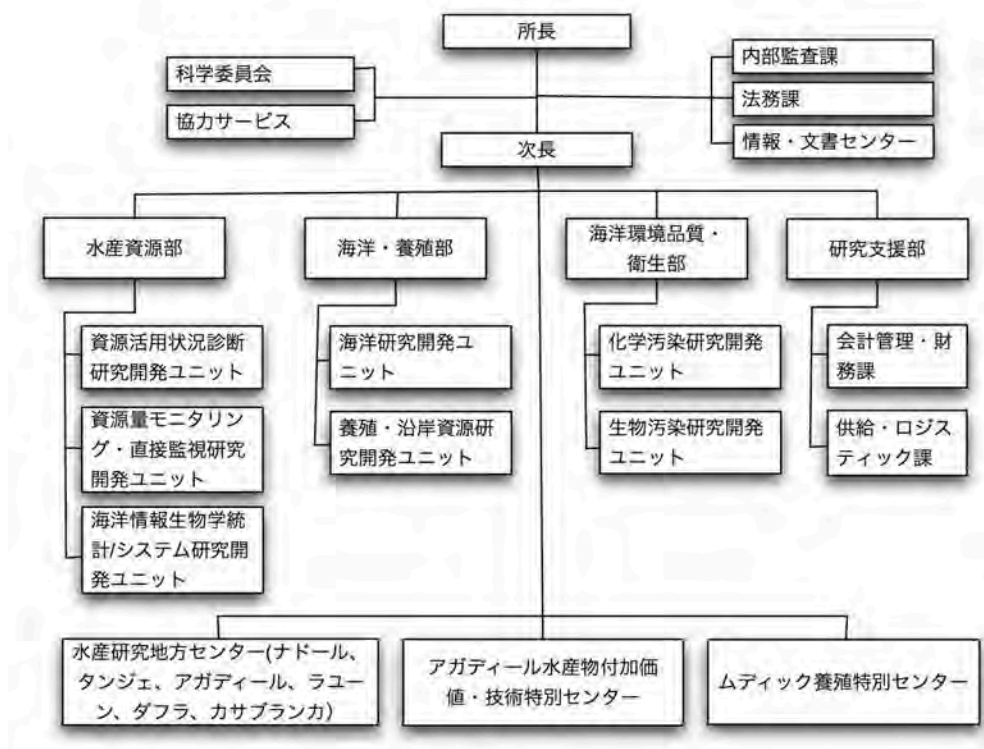 所長
科学委員会
協力サービス
内部監査課
法務課
情報・文書センター
次長
水産資源部
海洋・養殖部
海洋環境品質・
衛生部
研究支援部
資源活用状況診断
研究開発ユニット
資源量モニタリン
グ・直接監視研究
開発ユニット
海洋情報生物学統
計/システム研究開
発ユニット
海洋研究開発ユ
ニット
養殖・沿岸資源研
究開発ユニット
化学汚染研究開発
ユニット
生物汚染研究開発
ユニット
会計管理・財
務課
供給・ロジス
ティック課
水産研究地方センター(ナドール、
タンジェ、アガディール、ラユー
ン、ダフラ、カサブランカ）
アガディール水産物付加価
値・技術特別センター
ムディック養殖特別センター